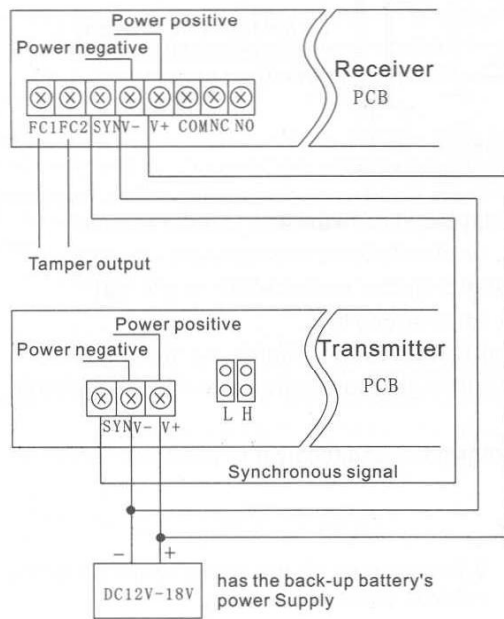 Power positive
Power negative
Receiver
PCB
FC1 FC2 SYN V- V+ COM NC NO
Tamper output
Power positive
Power negative
Transmitter
PCB
L H
SYN V- V+
Synchronous signal
- +
DC12V-18V
has the back-up battery's
power Supply